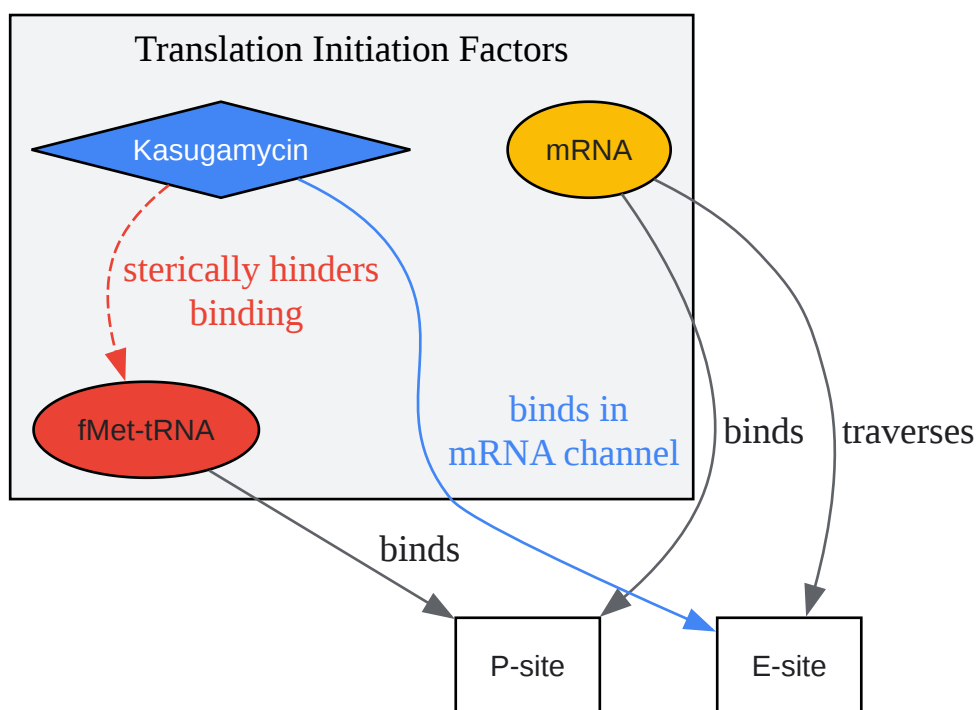 Translation Initiation Factors
Kasugamycin
mRNA
sterically hinders
binding
fMet-tRNA
binds in
mRNA channel
binds
traverses
binds
P-site
E-site